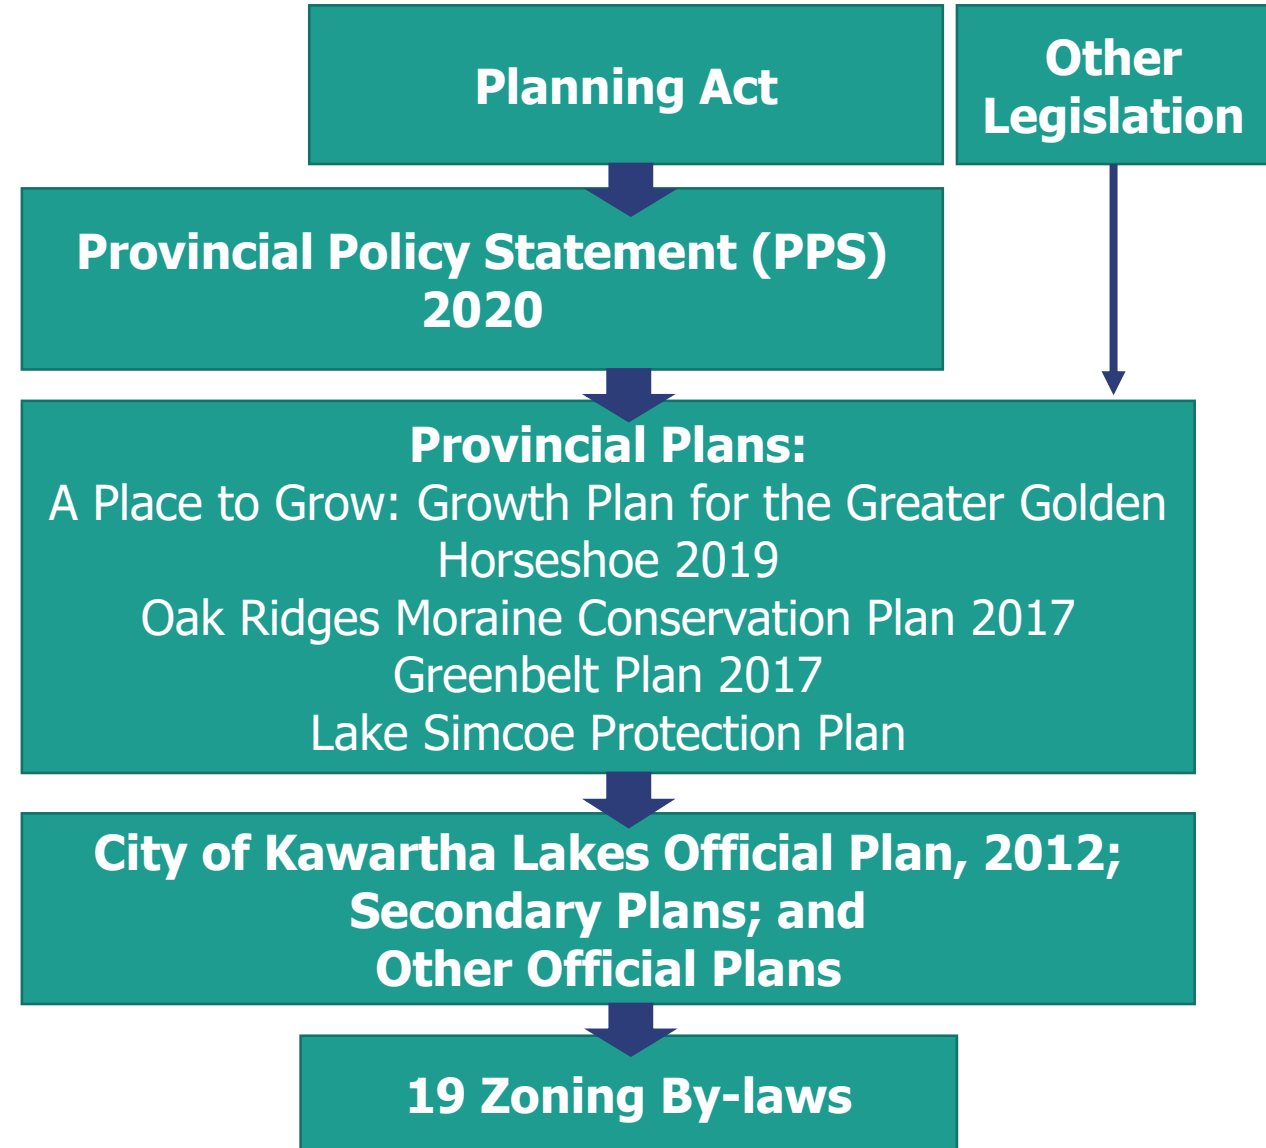 Planning Act
Other
Legislation
Provincial Policy Statement (PPS)
2020
Provincial Plans:
A Place to Grow: Growth Plan for the Greater Golden
Horseshoe 2019
Oak Ridges Moraine Conservation Plan 2017
Greenbelt Plan 2017
Lake Simcoe Protection Plan
City of Kawartha Lakes Official Plan, 2012;
Secondary Plans; and
Other Official Plans
19 Zoning By-laws